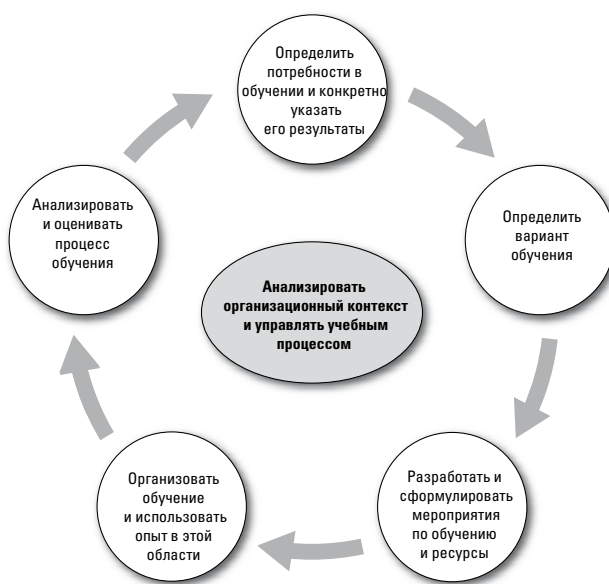 Определить
потребности в
обучении и конкретно
указать
его результаты
Определить
вариант
обучения
Разработать и
сформулировать
мероприятия
по обучению
и ресурсы
Организовать
обучение
и использовать
опыт в этой
области
Анализировать
и оценивать
процесс
обучения
Анализировать
организационный контекст
и управлять учебным
процессом